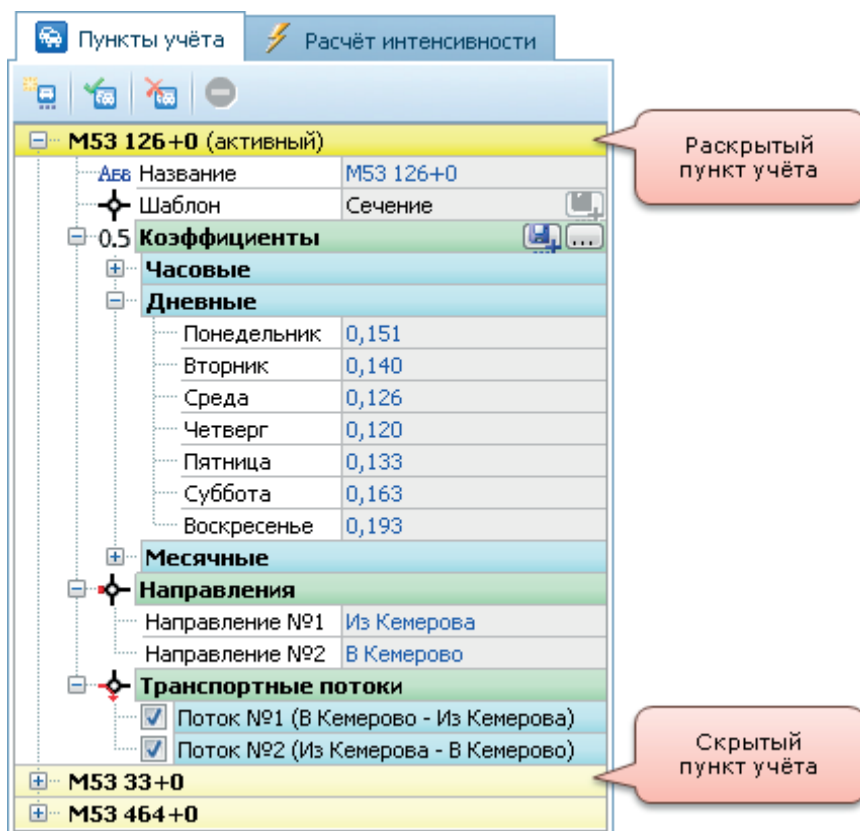 Пункты учёта
Расчёт интенсивности
М53 126+0 (активный)
Раскрытый
пункт учёта
Абв Название М53 126+0
Шаблон Сечение
0.5 Коэффициенты ...
Часовые
Дневные
Понедельник 0,151
Вторник 0,140
Среда 0,126
Четверг 0,120
Пятница 0,133
Суббота 0,163
Воскресенье 0,193
Месячные
Направления
Направление №1 Из Кемерова
Направление №2 В Кемерово
Транспортные потоки
Поток №1 (В Кемерово - Из Кемерова)
Поток №2 (Из Кемерова - В Кемерово)
Скрытый
пункт учёта
М53 33+0
М53 464+0